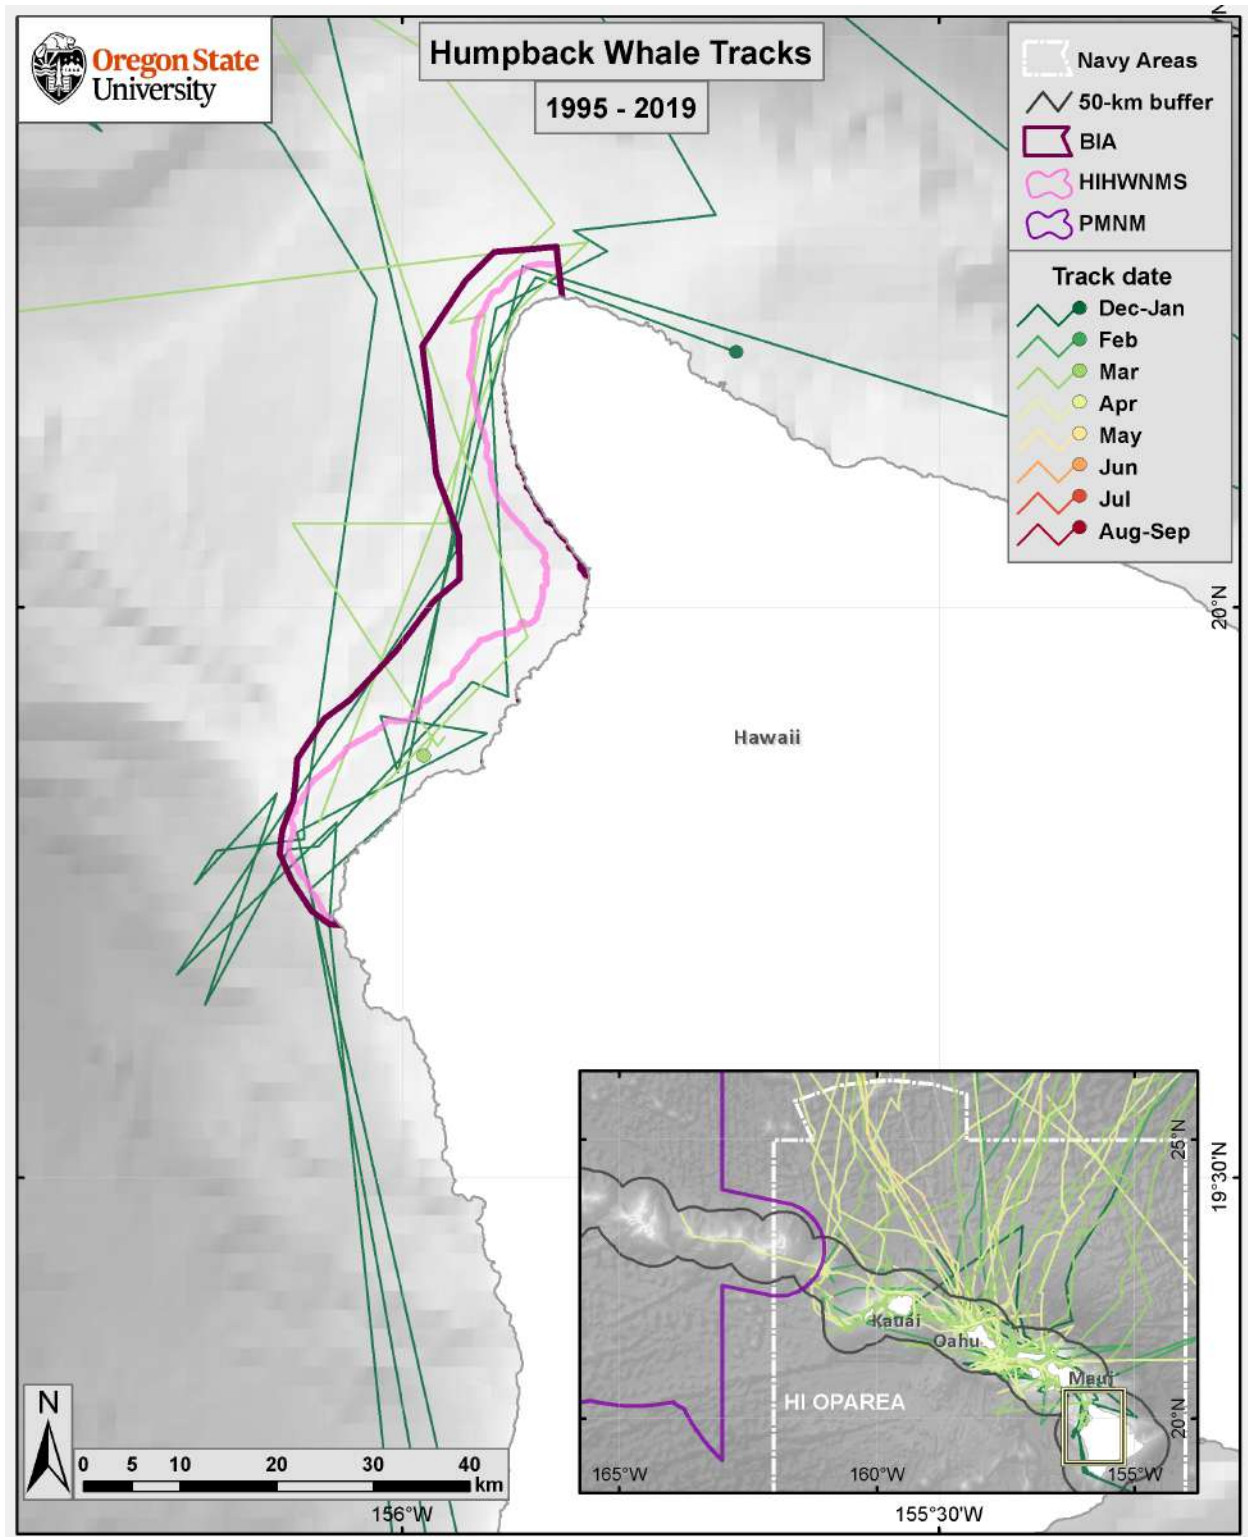 Oregon State
University
Humpback Whale Tracks
1995 - 2019
Navy Areas
50-km buffer
BIA
HIHWNMS
PMNM
Track date
Dec-Jan
Feb
Mar
Apr
May
Jun
Jul
Aug-Sep
20°N
Hawaii
25°N
19°30'N
Kauai
Oahu
Maui
HI OPAREA
20°N
165°W
160°W
155°W
N
0 5 10 20 30 40
km
156°W
155°30'W